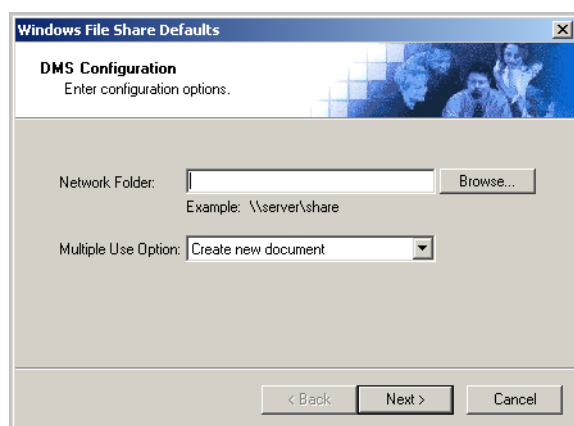 Windows File Share Defaults
DMS Configuration
Enter configuration options.
Network Folder:
Browse...
Example: \\server\share
Multiple Use Option: Create new document
< Back Next > Cancel